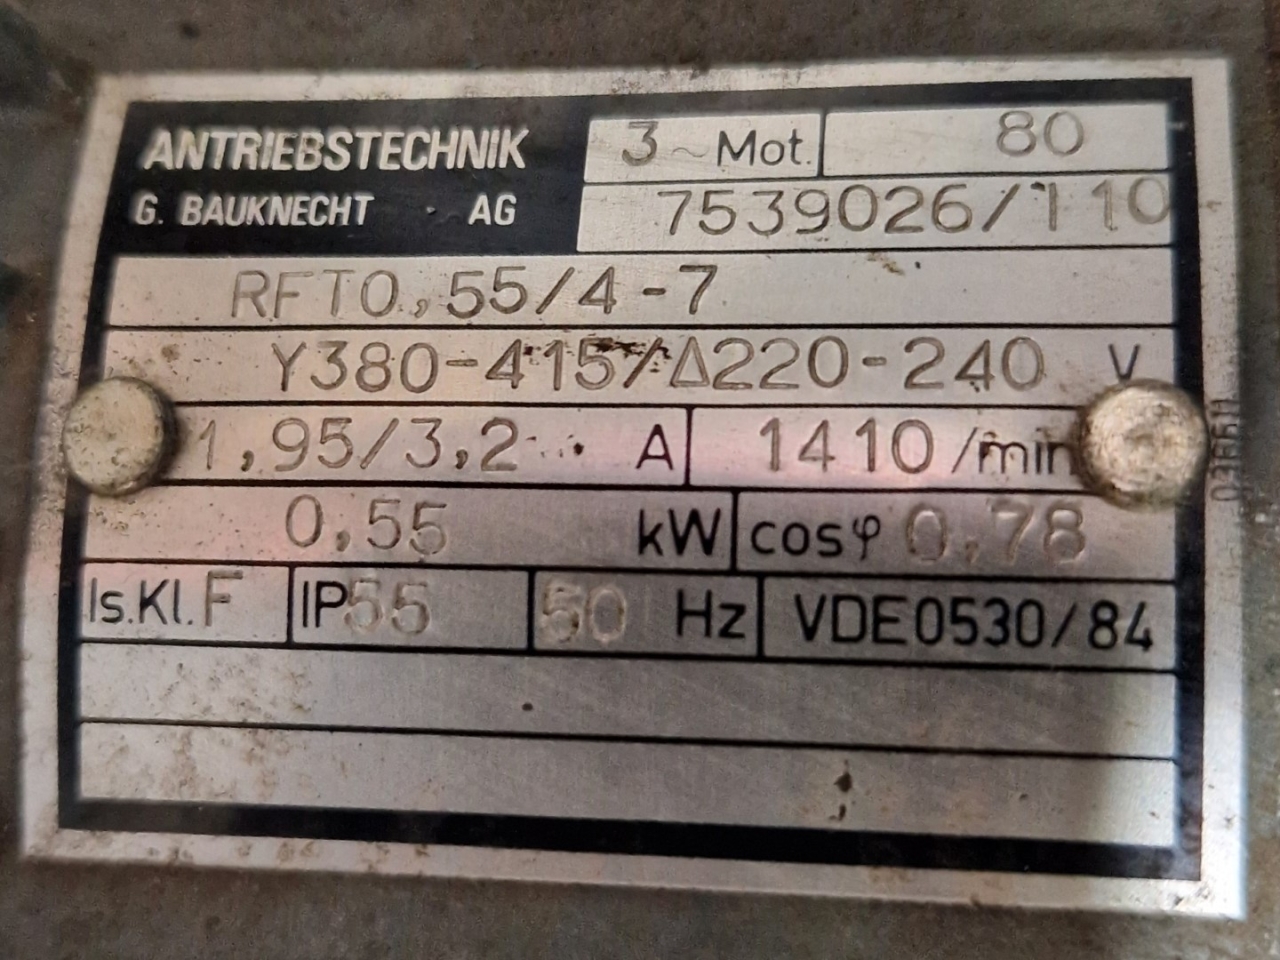 ANTRIEBSTECHNIK
G. BAUKNECHT AG
3~Mot. 80
7539026/110
RFT0,55/4-7
Y380-415/Δ220-240 V
1,95/3,2 A 1410/min
0,55 kW cosφ 0,78
Is.Kl. F IP55 50 Hz VDE0530/84